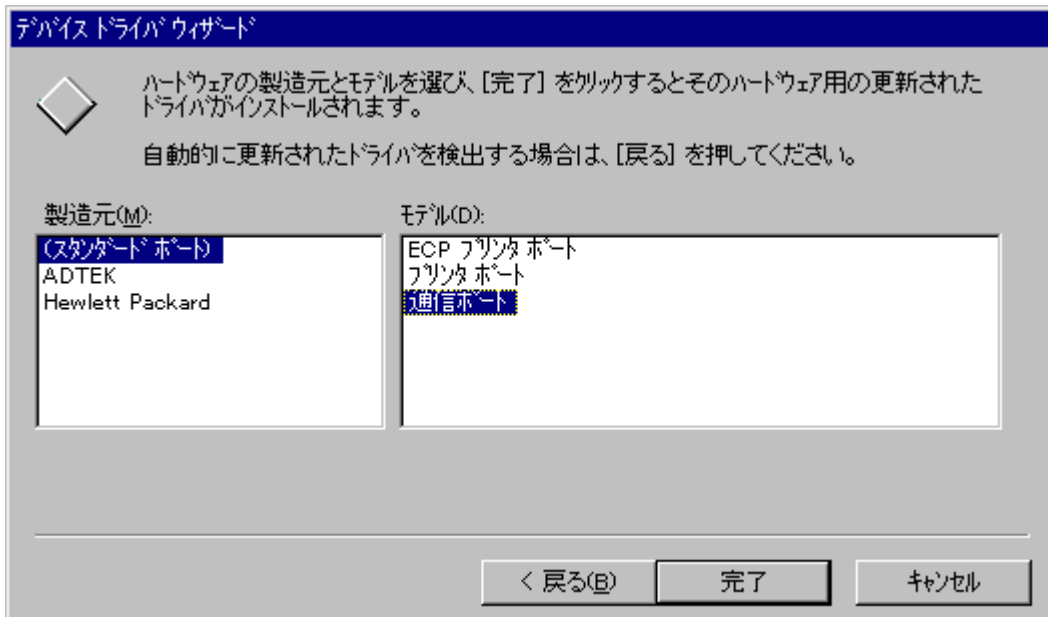 ﾃﾞﾊﾞｲｽ ﾄﾞﾗｲﾊﾞ ｳｨｻﾞｰﾄﾞ
ﾊｰﾄﾞｳｪｱの製造元とﾓﾃﾞﾙを選び、[完了] をｸﾘｯｸするとそのﾊｰﾄﾞｳｪｱ用の更新された
ﾄﾞﾗｲﾊﾞがｲﾝｽﾄｰﾙされます。
自動的に更新されたﾄﾞﾗｲﾊﾞを検出する場合は、[戻る] を押してください。
製造元(M):
ﾓﾃﾞﾙ(D):
(ｽﾀﾝﾀﾞｰﾄﾞ ﾎﾟｰﾄ)
ADTEK
Hewlett Packard
ECP ﾌﾟﾘﾝﾀ ﾎﾟｰﾄ
ﾌﾟﾘﾝﾀ ﾎﾟｰﾄ
通信ﾎﾟｰﾄ
< 戻る(B)
完了
ｷｬﾝｾﾙ